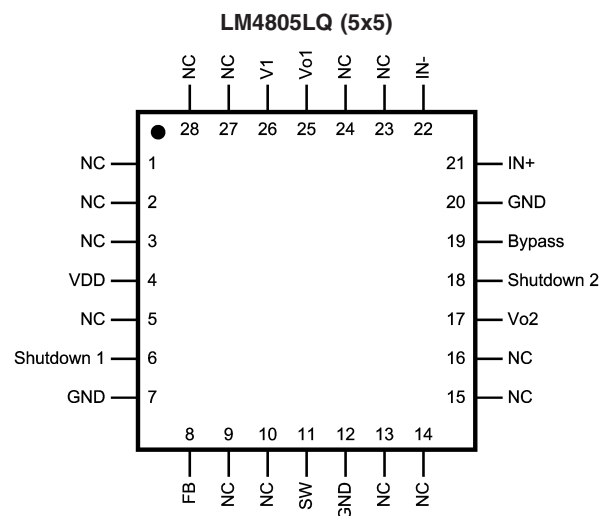 LM4805LQ (5x5)
NC NC V1 Vo1 NC NC IN-
28 27 26 25 24 23 22
NC 1 21 IN+
NC 2 20 GND
NC 3 19 Bypass
VDD 4 18 Shutdown 2
NC 5 17 Vo2
Shutdown 1 6 16 NC
GND 7 15 NC
8 9 10 11 12 13 14
FB NC NC SW GND NC NC